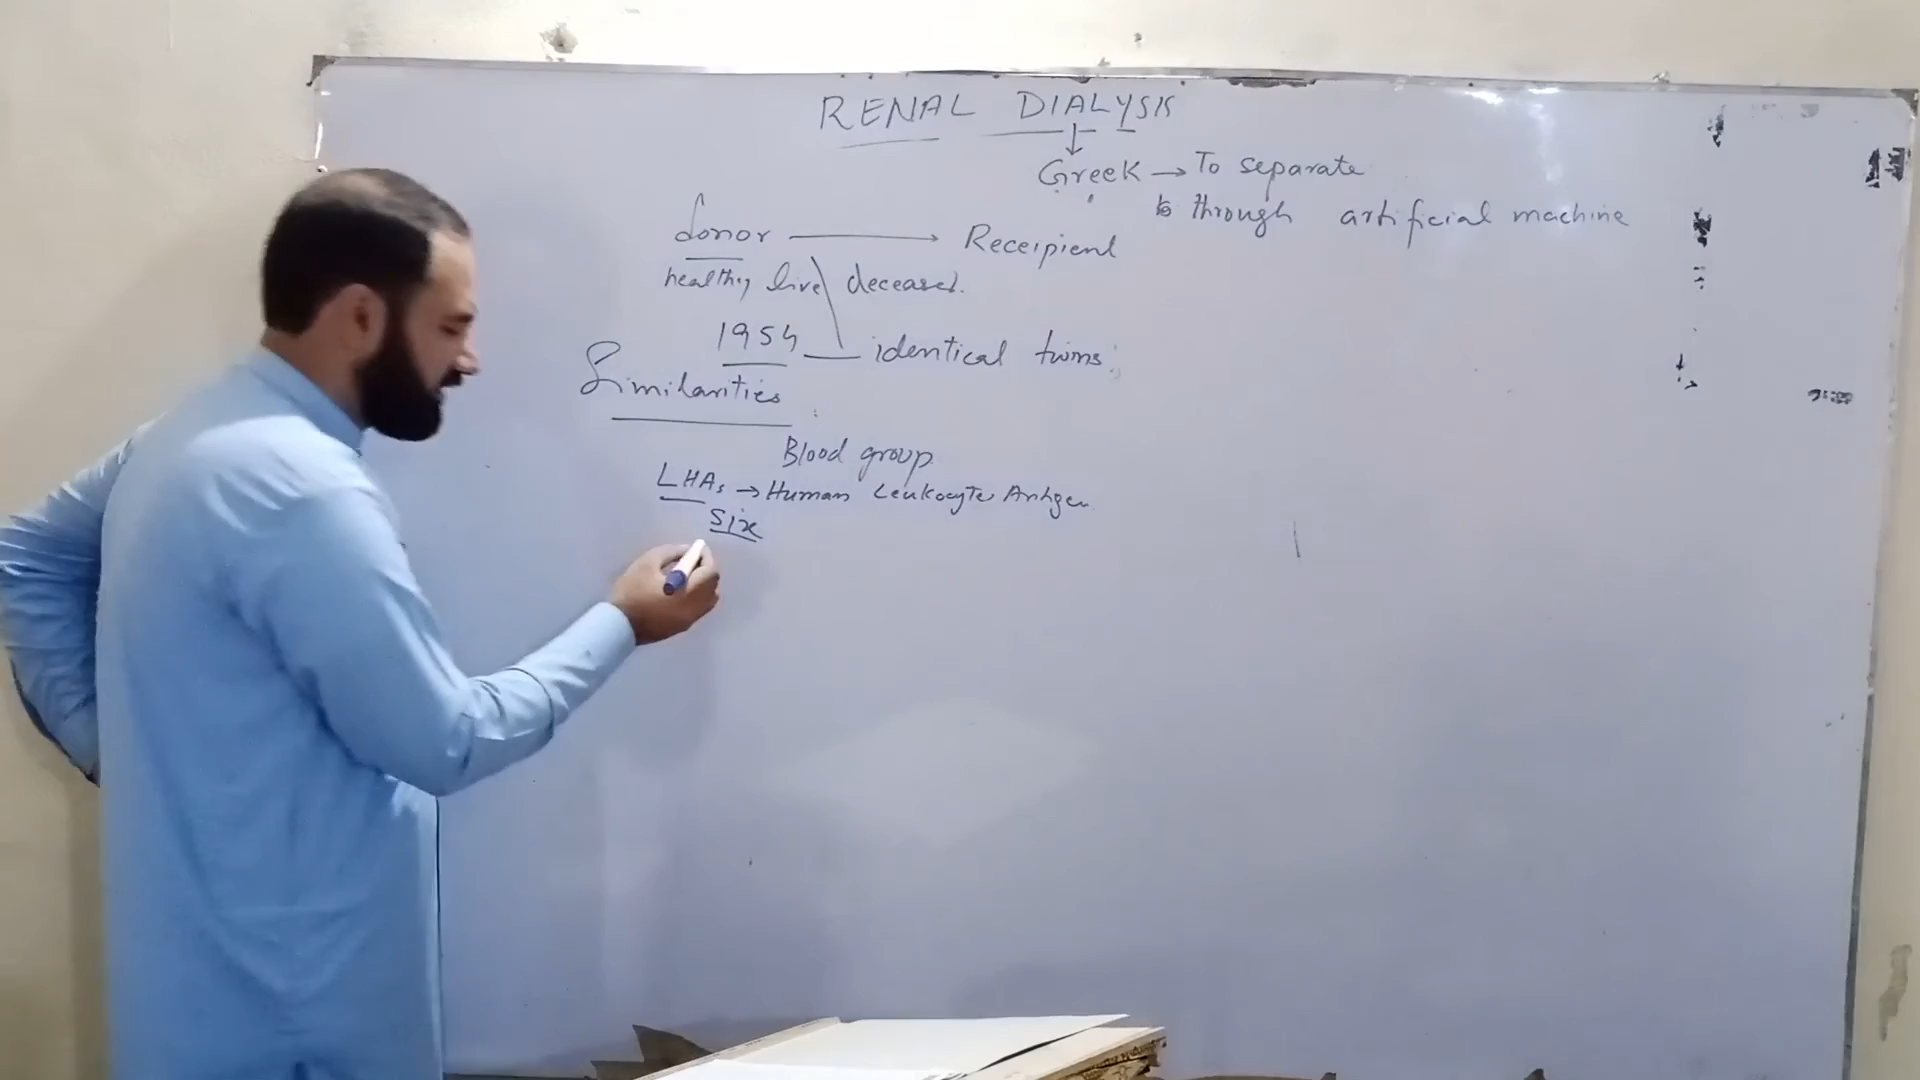 RENAL DIALYSIS
↓
Greek → To separate
through artificial machine
donor → Receipient
healthy live deceased.
1954 — identical twins
Similarities
Blood group
LHAs → Human Leukocyte Antigen
Six